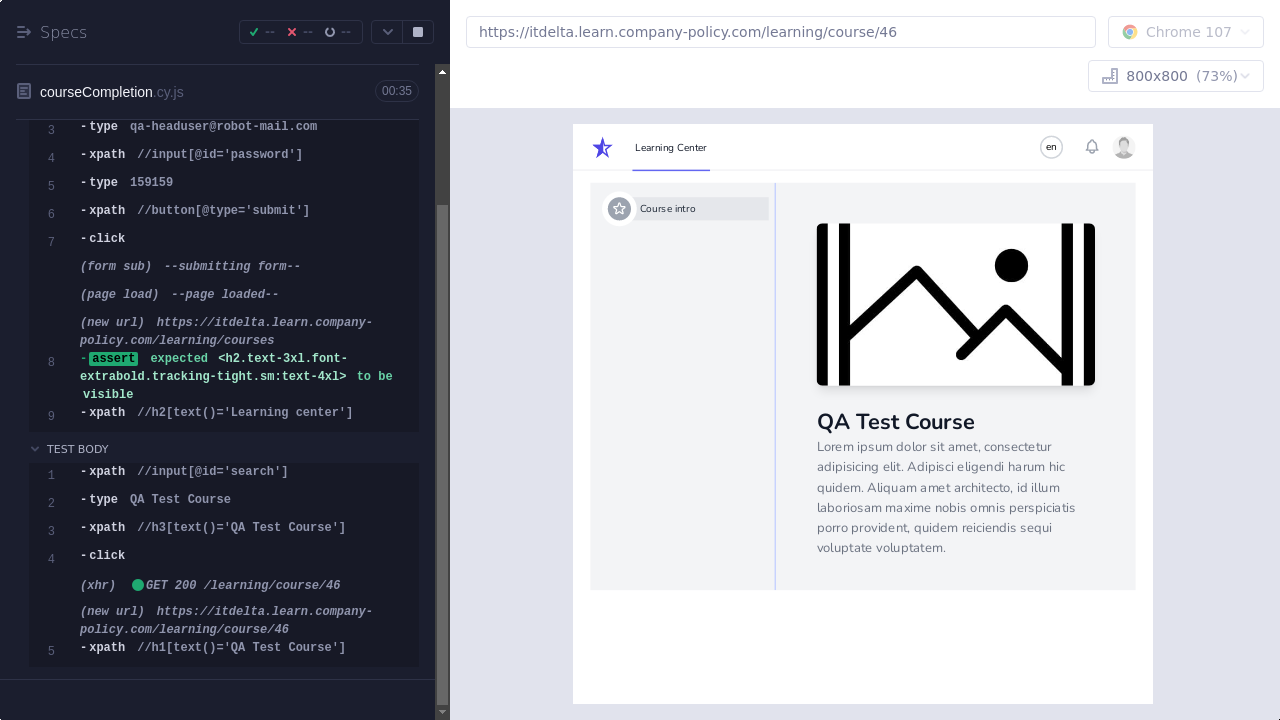 Specs
-- -- --
courseCompletion.cy.js 00:35
3 -type qa-headuser@robot-mail.com
4 -xpath //input[@id='password']
5 -type 159159
6 -xpath //button[@type='submit']
7 -click
(form sub) --submitting form--
(page load) --page loaded--
(new url) https://itdelta.learn.company-
policy.com/learning/courses
8 -assert expected <h2.text-3xl.font-
extrabold.tracking-tight.sm:text-4xl> to be
visible
9 -xpath //h2[text()='Learning center']
TEST BODY
1 -xpath //input[@id='search']
2 -type QA Test Course
3 -xpath //h3[text()='QA Test Course']
4 -click
(xhr) GET 200 /learning/course/46
(new url) https://itdelta.learn.company-
policy.com/learning/course/46
5 -xpath //h1[text()='QA Test Course']
https://itdelta.learn.company-policy.com/learning/course/46
Chrome 107
800x800 (73%)
Learning Center
en
Course intro
QA Test Course
Lorem ipsum dolor sit amet, consectetur
adipisicing elit. Adipisci eligendi harum hic
quidem. Aliquam amet architecto, id illum
laboriosam maxime nobis omnis perspiciatis
porro provident, quidem reiciendis sequi
voluptate voluptatem.